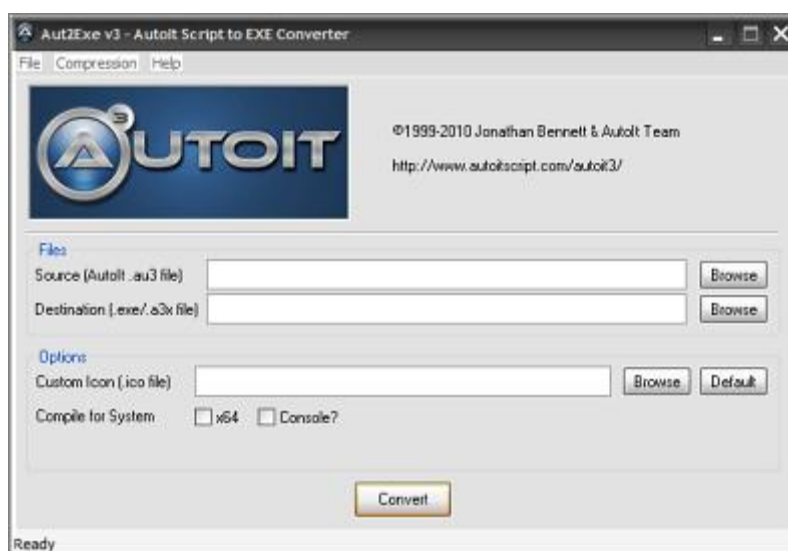 Aut2Exe v3 - AutoIt Script to EXE Converter
File Compression Help
AUTOIT 3
©1999-2010 Jonathan Bennett & AutoIt Team
http://www.autoitscript.com/autoit3/
Files
Source (AutoIt .au3 file)
Browse
Destination (.exe/.a3x file)
Browse
Options
Custom Icon (.ico file)
Browse
Default
Compile for System
x64
Console?
Convert
Ready